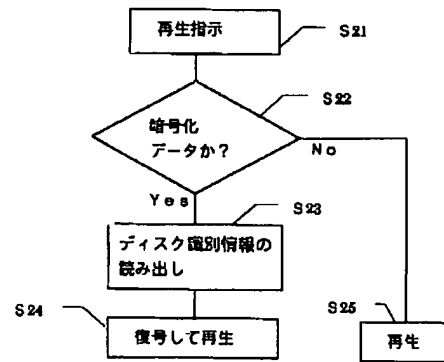 再生指示
S21
S22
暗号化
データか？
No
Yes
S23
ディスク識別情報の
読み出し
S24
復号して再生
S25
再生